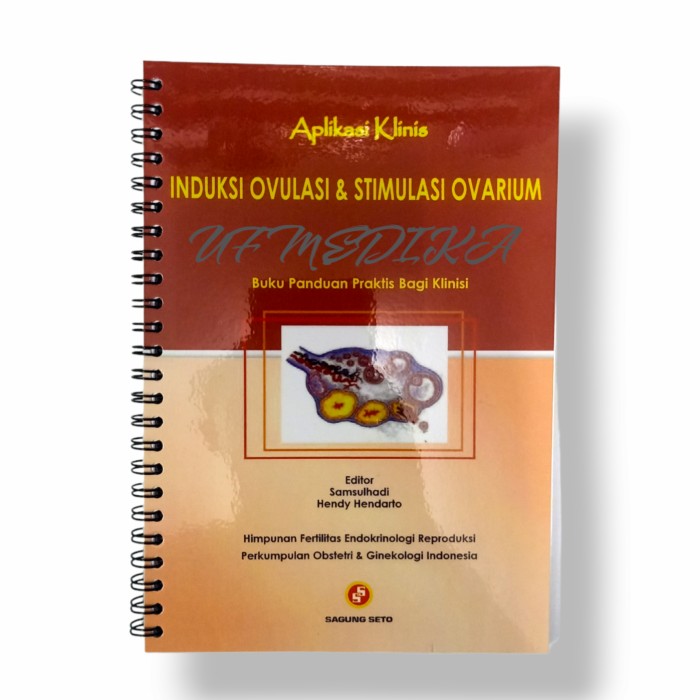 Aplikasi Klinis
INDUKSI OVULASI & STIMULASI OVARIUM
UF MEDIKA
Buku Panduan Praktis Bagi Klinisi
Editor
Samsulhadi
Hendy Hendarto
Himpunan Fertilitas Endokrinologi Reproduksi
Perkumpulan Obstetri & Ginekologi Indonesia
SS
SAGUNG SETO